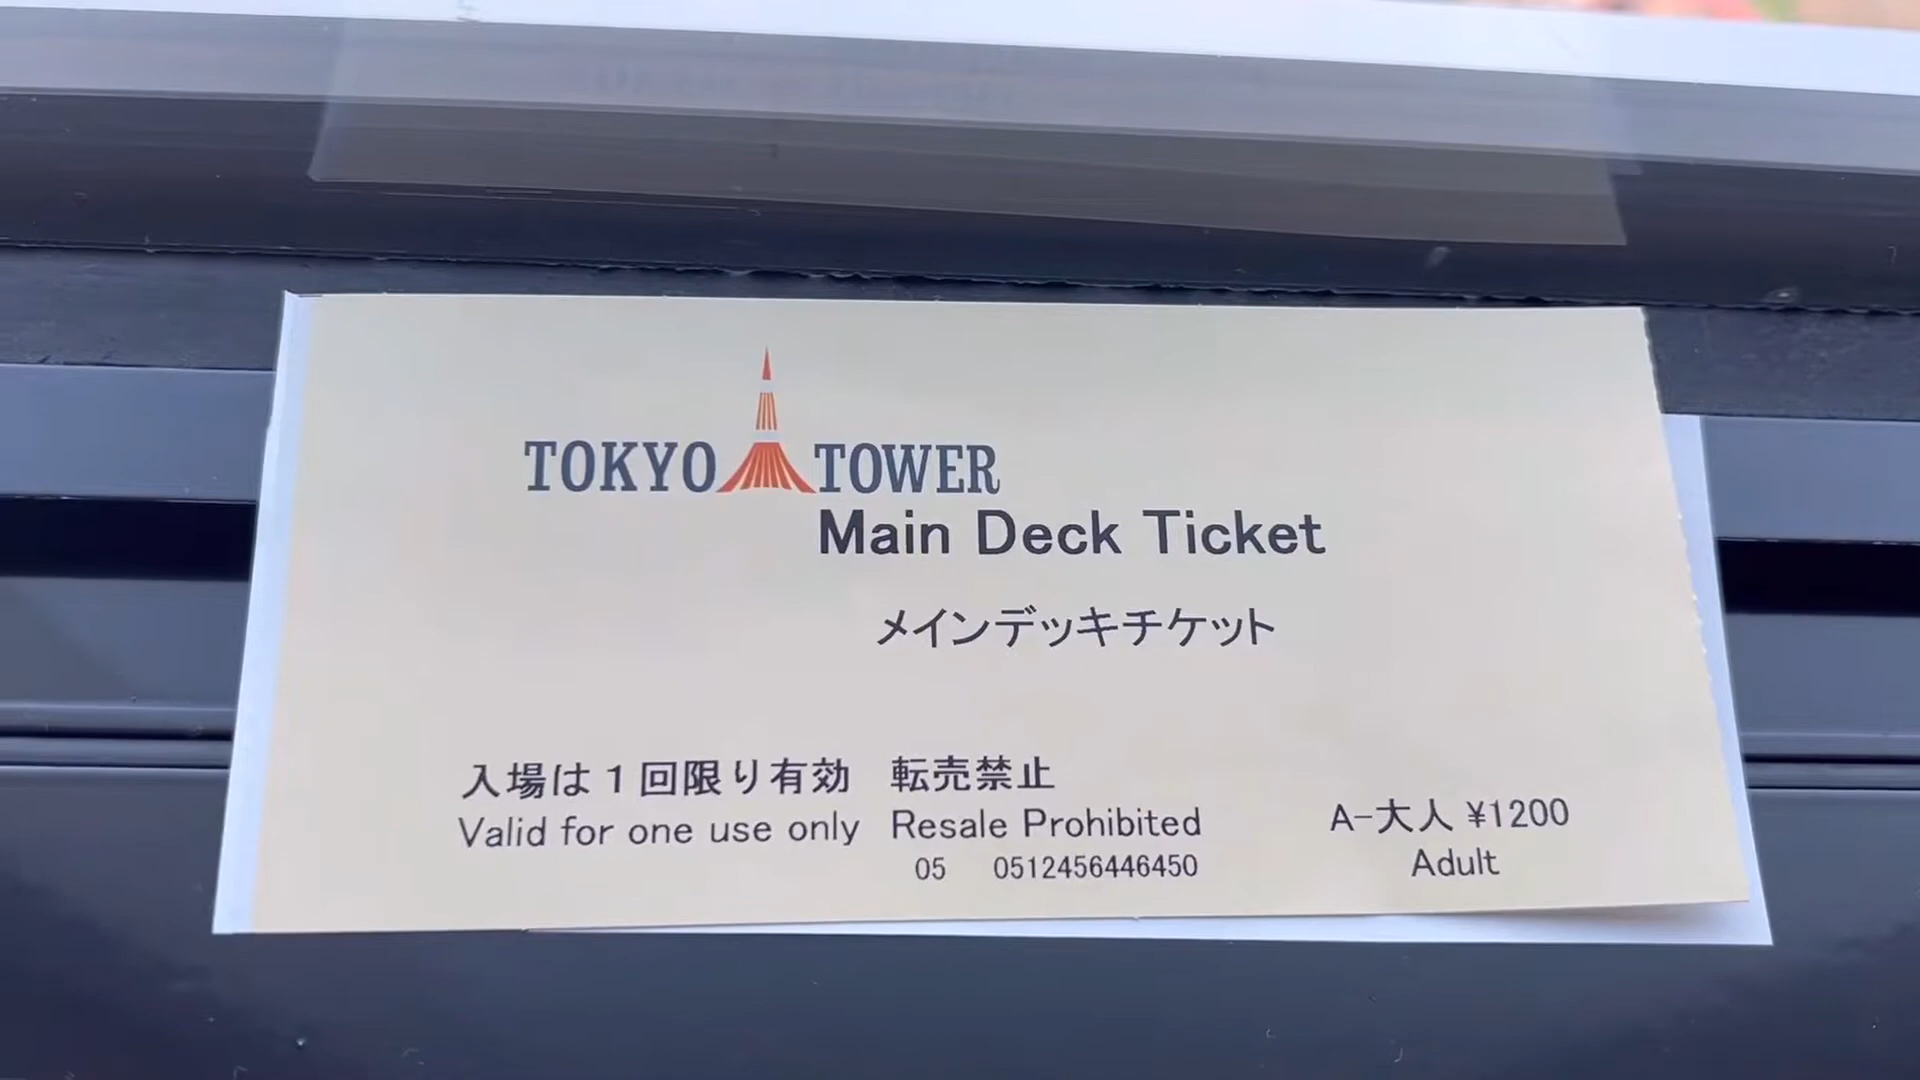 TOKYO TOWER
Main Deck Ticket
メインデッキチケット
入場は1回限り有効 転売禁止
Valid for one use only Resale Prohibited
05 0512456446450
A-大人 ¥1200
Adult